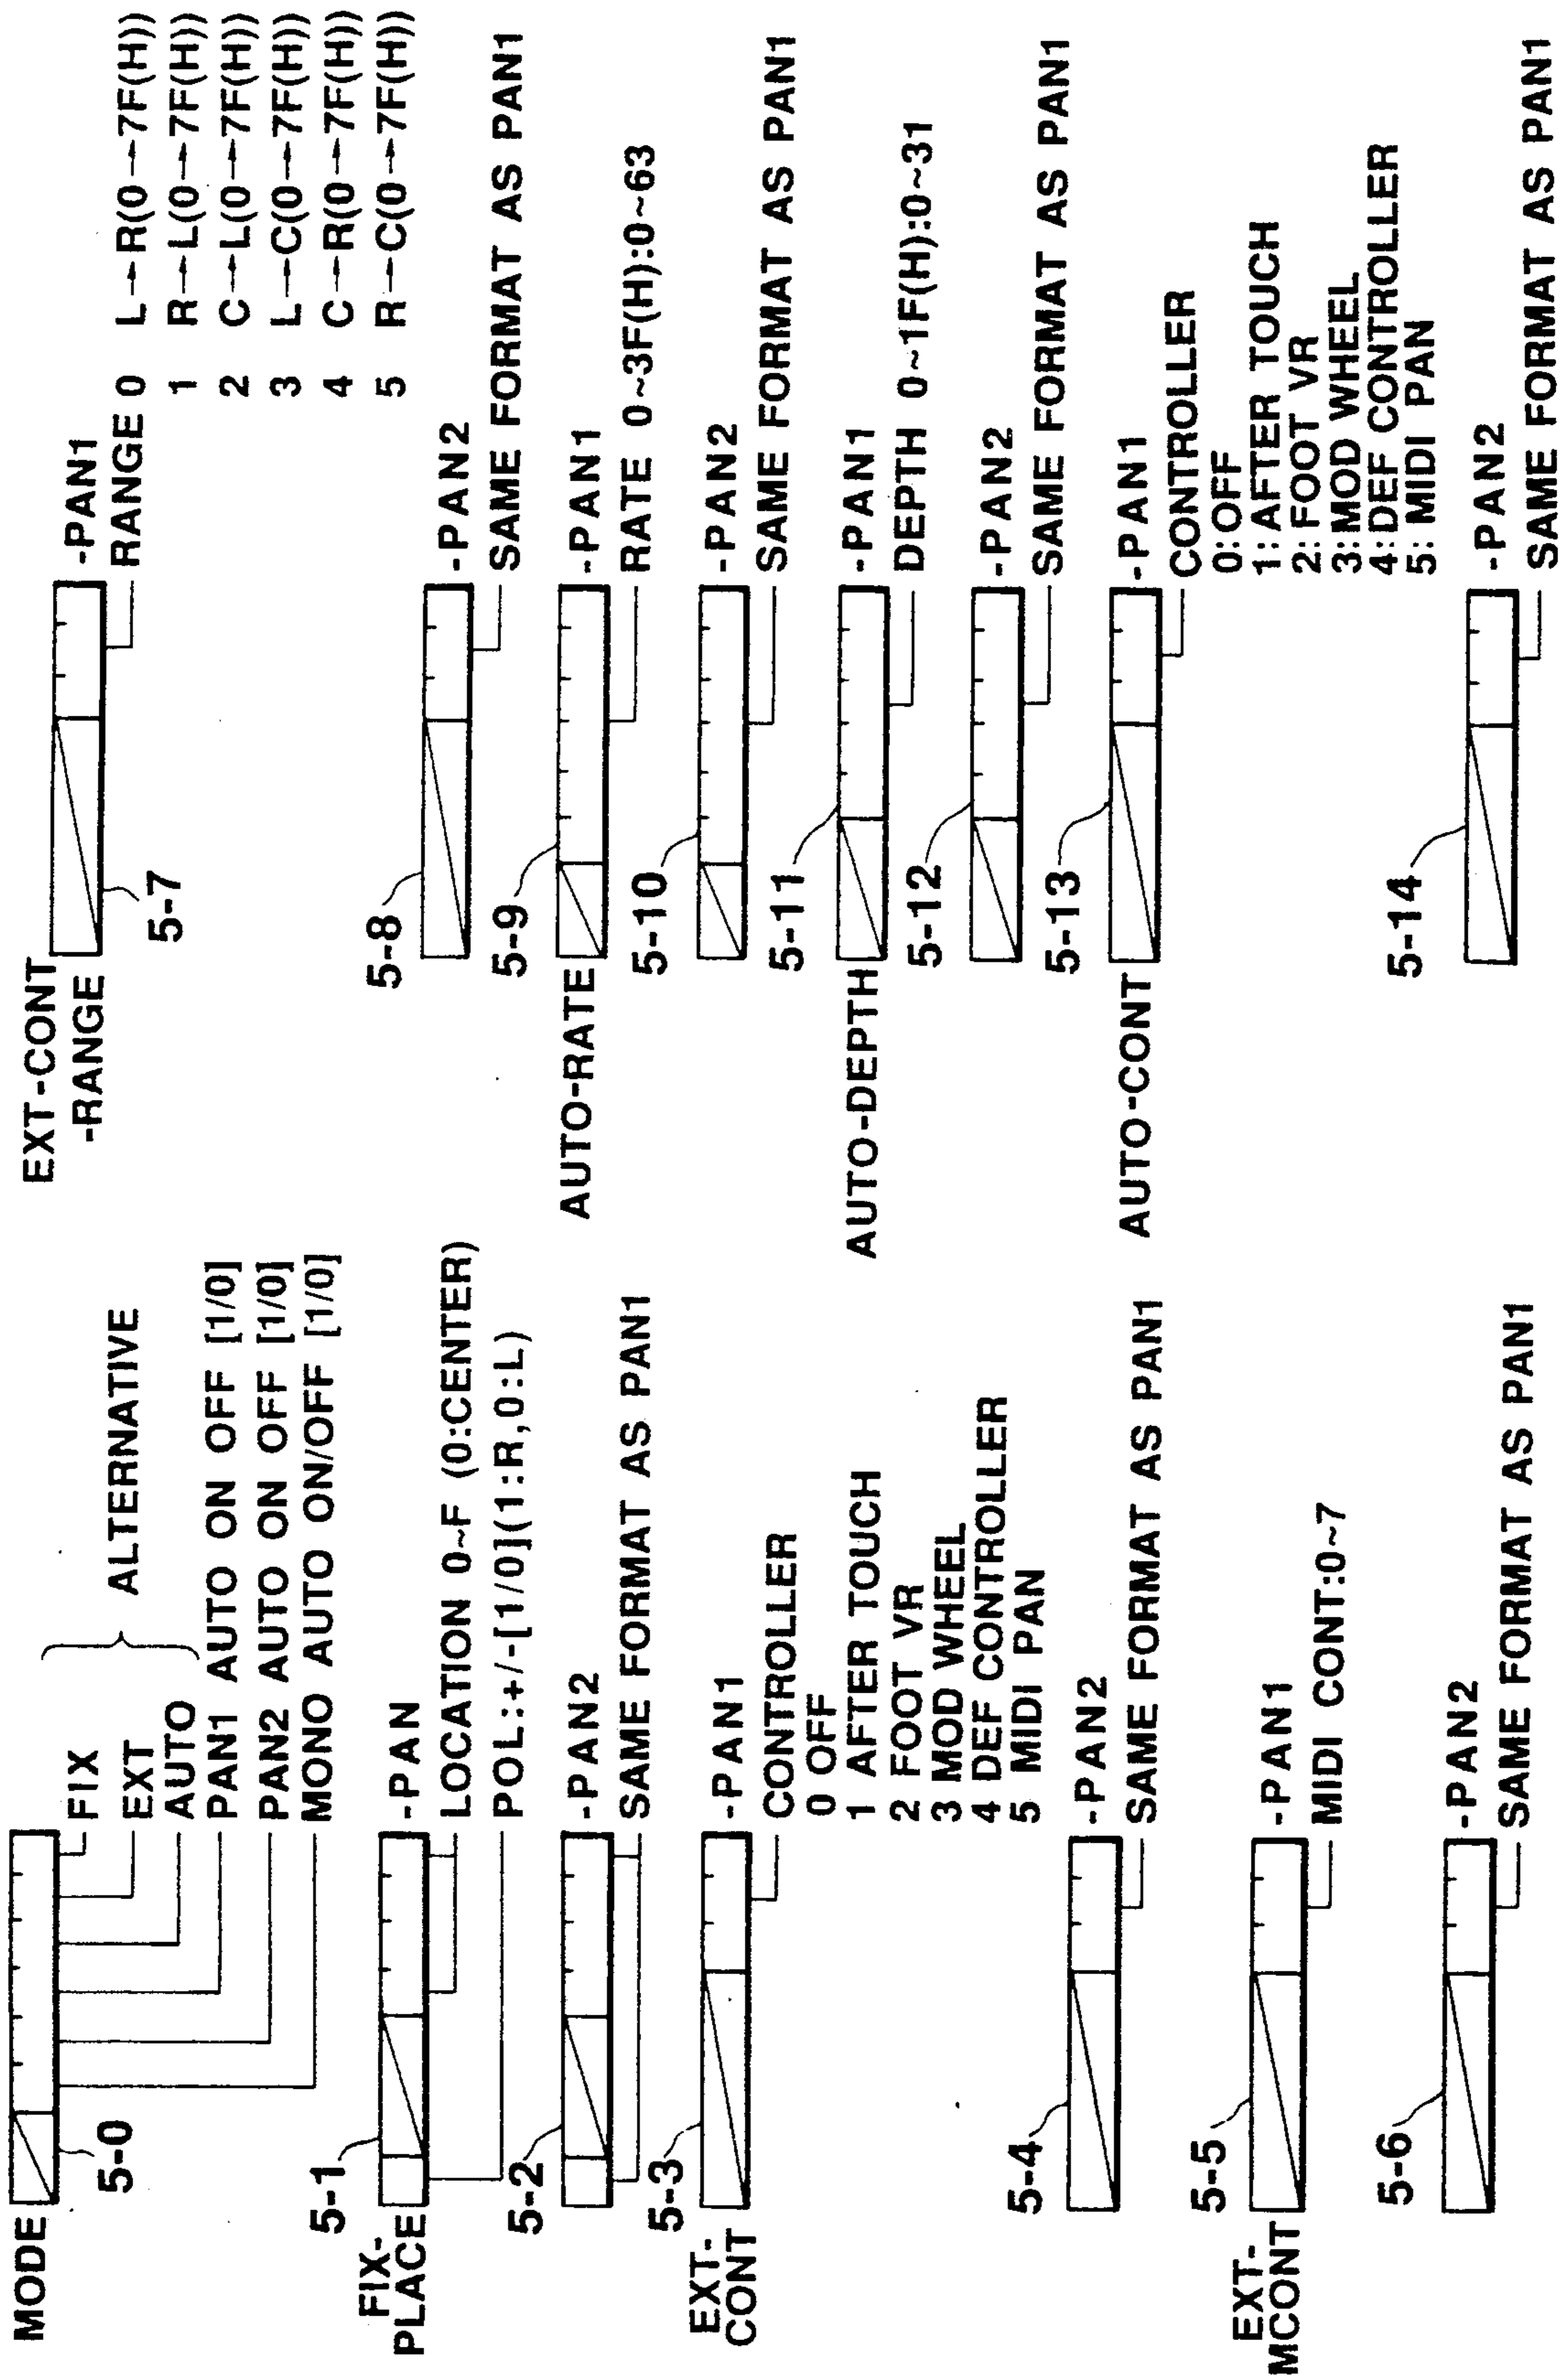 MODE
5-0
FIX
EXT
AUTO
ALTERNATIVE
PAN1 AUTO ON OFF [1/0]
PAN2 AUTO ON OFF [1/0]
MONO AUTO ON/OFF [1/0]
FIX-
PLACE
5-1
-PAN
LOCATION 0~F (0:CENTER)
POL:+/-[1/0](1:R,0:L)
5-2
-PAN2
SAME FORMAT AS PAN1
EXT-
CONT
5-3
-PAN1
CONTROLLER
0 OFF
1 AFTER TOUCH
2 FOOT VR
3 MOD WHEEL
4 DEF CONTROLLER
5 MIDI PAN
5-4
-PAN2
SAME FORMAT AS PAN1
EXT-
MCONT
5-5
-PAN1
MIDI CONT:0~7
5-6
-PAN2
SAME FORMAT AS PAN1
EXT-CONT
-RANGE
5-7
-PAN1
RANGE 0 L→R(0→7F(H))
1 R→L(0→7F(H))
2 C→L(0→7F(H))
3 L→C(0→7F(H))
4 C→R(0→7F(H))
5 R→C(0→7F(H))
5-8
-PAN2
SAME FORMAT AS PAN1
AUTO-RATE
5-9
-PAN1
RATE 0~3F(H):0~63
5-10
-PAN2
SAME FORMAT AS PAN1
AUTO-DEPTH
5-11
-PAN1
DEPTH 0~1F(H):0~31
5-12
-PAN2
SAME FORMAT AS PAN1
AUTO-CONT
5-13
-PAN1
CONTROLLER
0:OFF
1:AFTER TOUCH
2:FOOT VR
3:MOD WHEEL
4:DEF CONTROLLER
5:MIDI PAN
5-14
-PAN2
SAME FORMAT AS PAN1